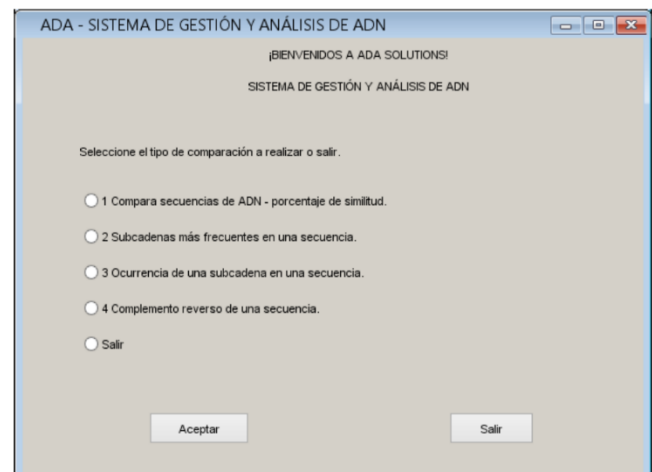 ADA - SISTEMA DE GESTIÓN Y ANÁLISIS DE ADN
¡BIENVENIDOS A ADA SOLUTIONS!
SISTEMA DE GESTIÓN Y ANÁLISIS DE ADN
Seleccione el tipo de comparación a realizar o salir.
1 Compara secuencias de ADN - porcentaje de similitud.
2 Subcadenas más frecuentes en una secuencia.
3 Ocurrencia de una subcadena en una secuencia.
4 Complemento reverso de una secuencia.
Salir
Aceptar Salir